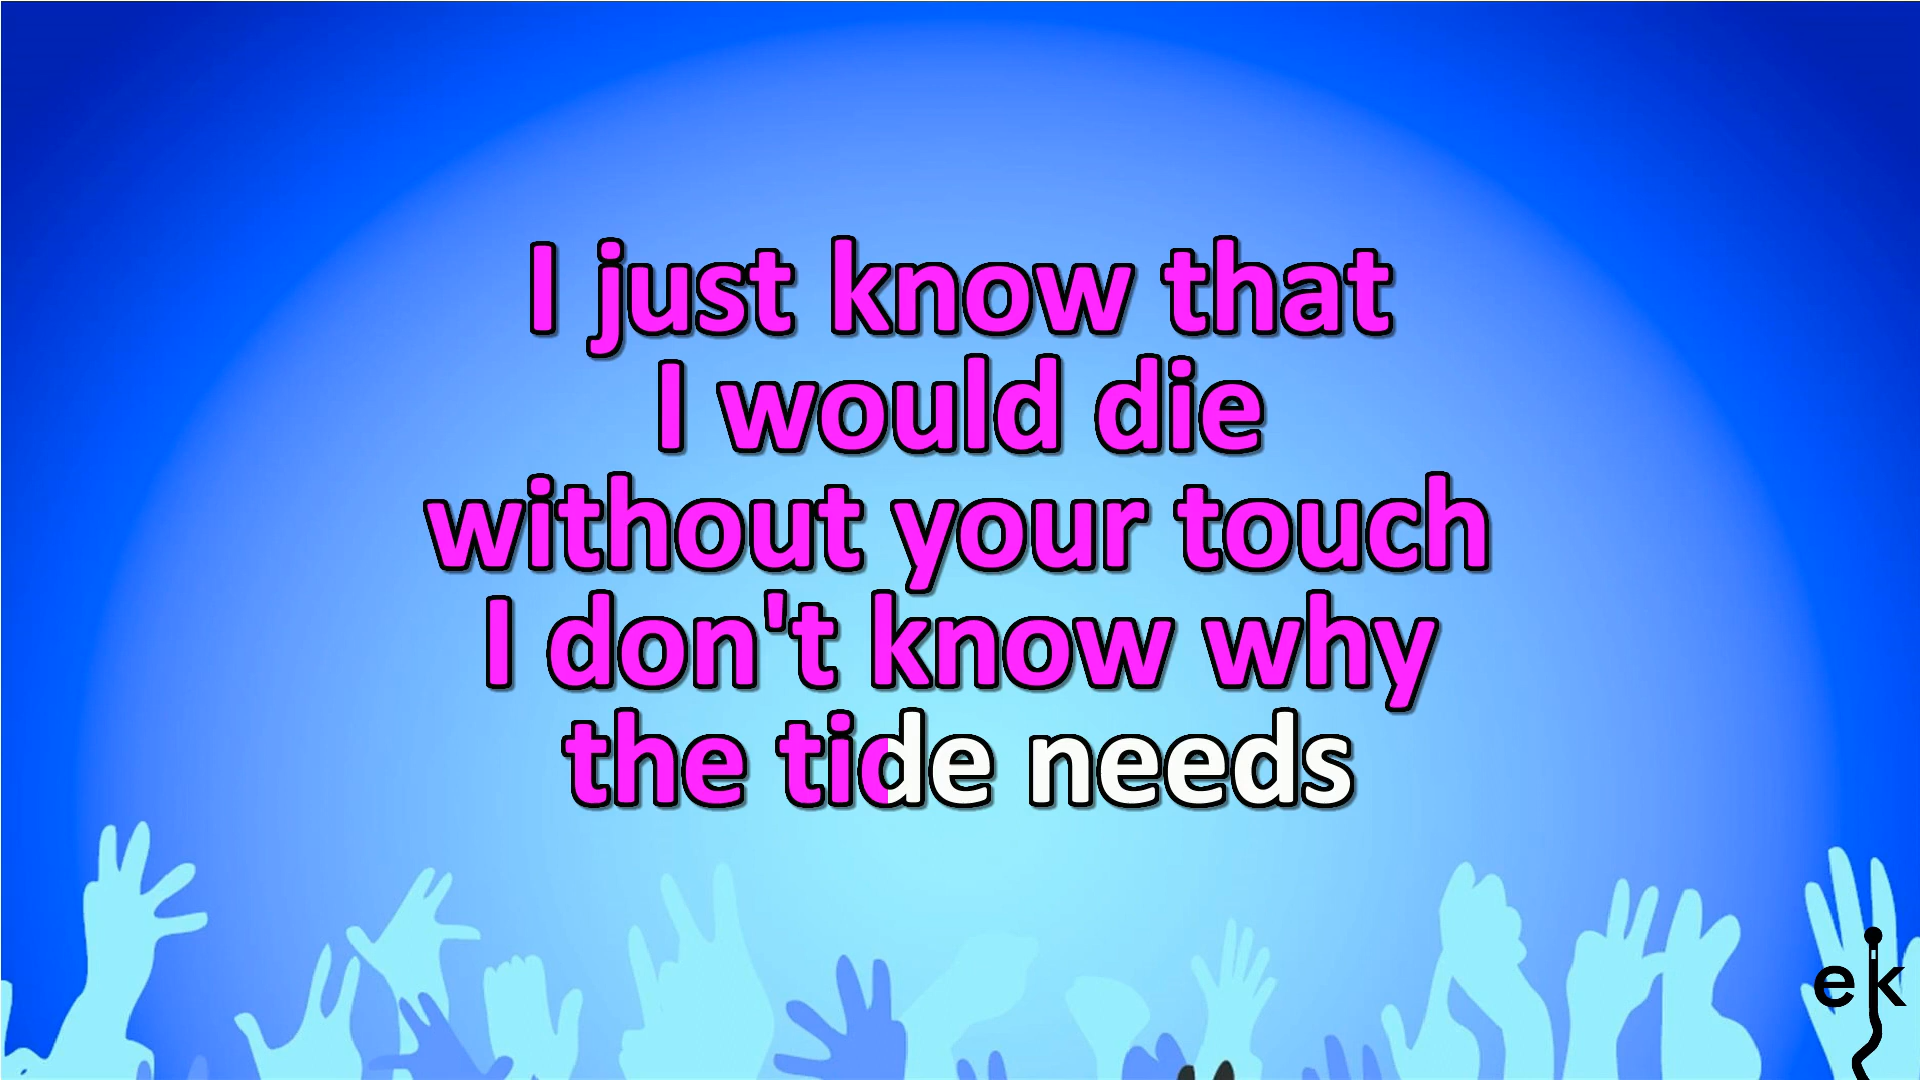 I just know that
I would die
without your touch
I don't know why
the tide needs
ek